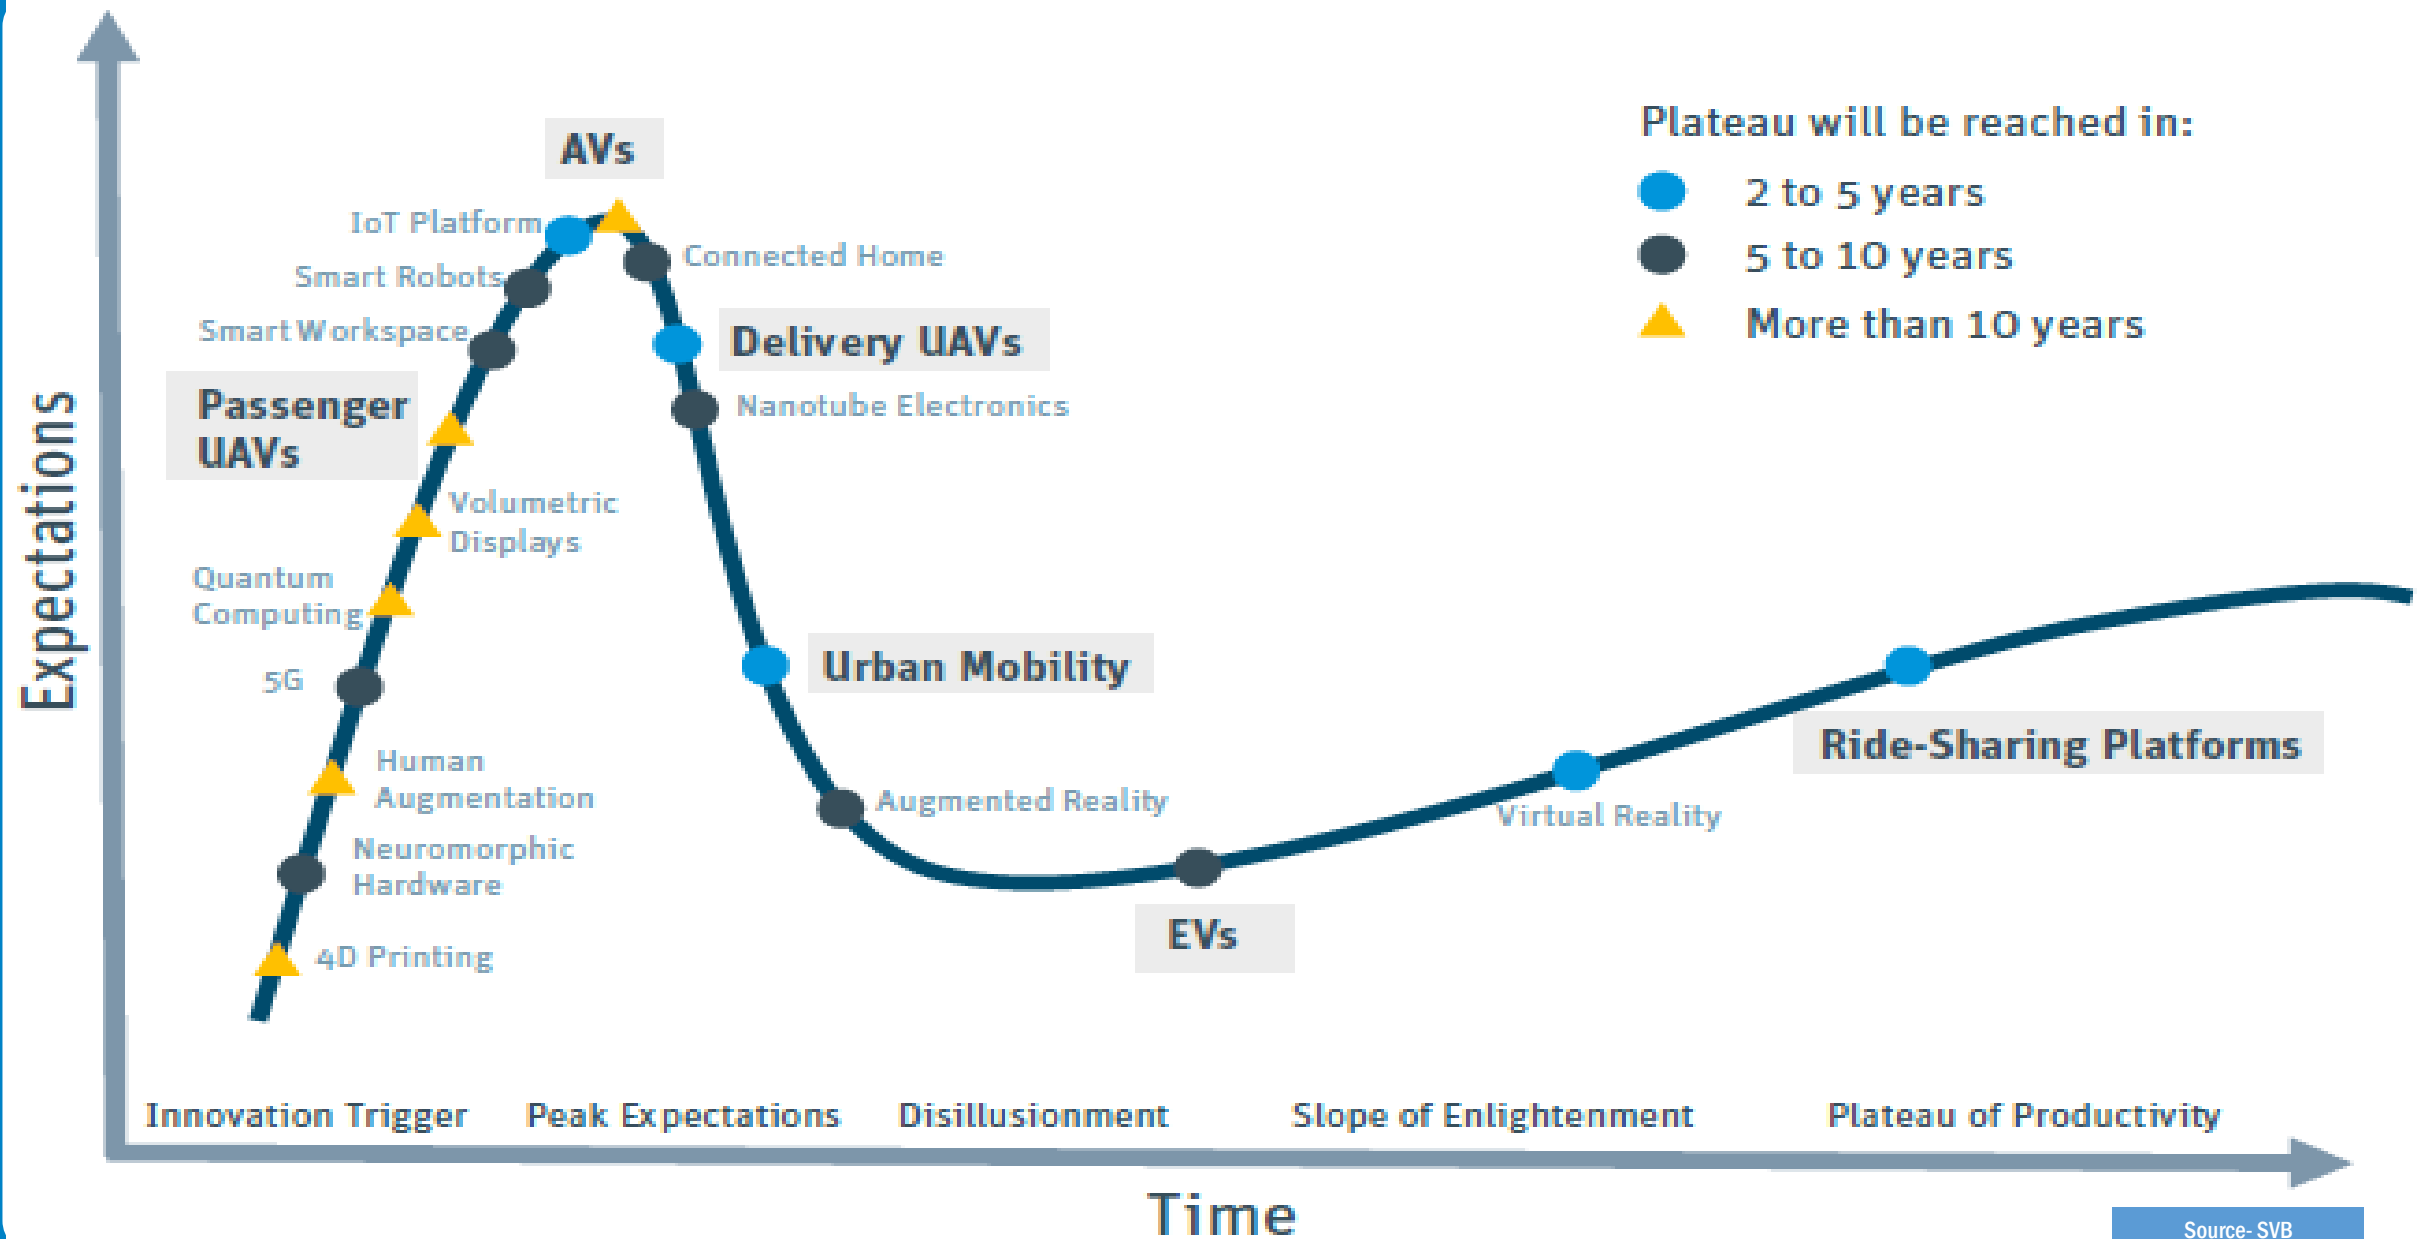 AVs
IoT Platform
Connected Home
Smart Robots
Smart Workspace
Delivery UAVs
Passenger
UAVs
Nanotube Electronics
Volumetric
Displays
Quantum
Computing
5G
Urban Mobility
Human
Augmentation
Augmented Reality
Neuromorphic
Hardware
4D Printing
EVs
Virtual Reality
Ride-Sharing Platforms
Plateau will be reached in:
2 to 5 years
5 to 10 years
More than 10 years
Expectations
Innovation Trigger
Peak Expectations
Disillusionment
Slope of Enlightenment
Plateau of Productivity
Time
Source- SVB